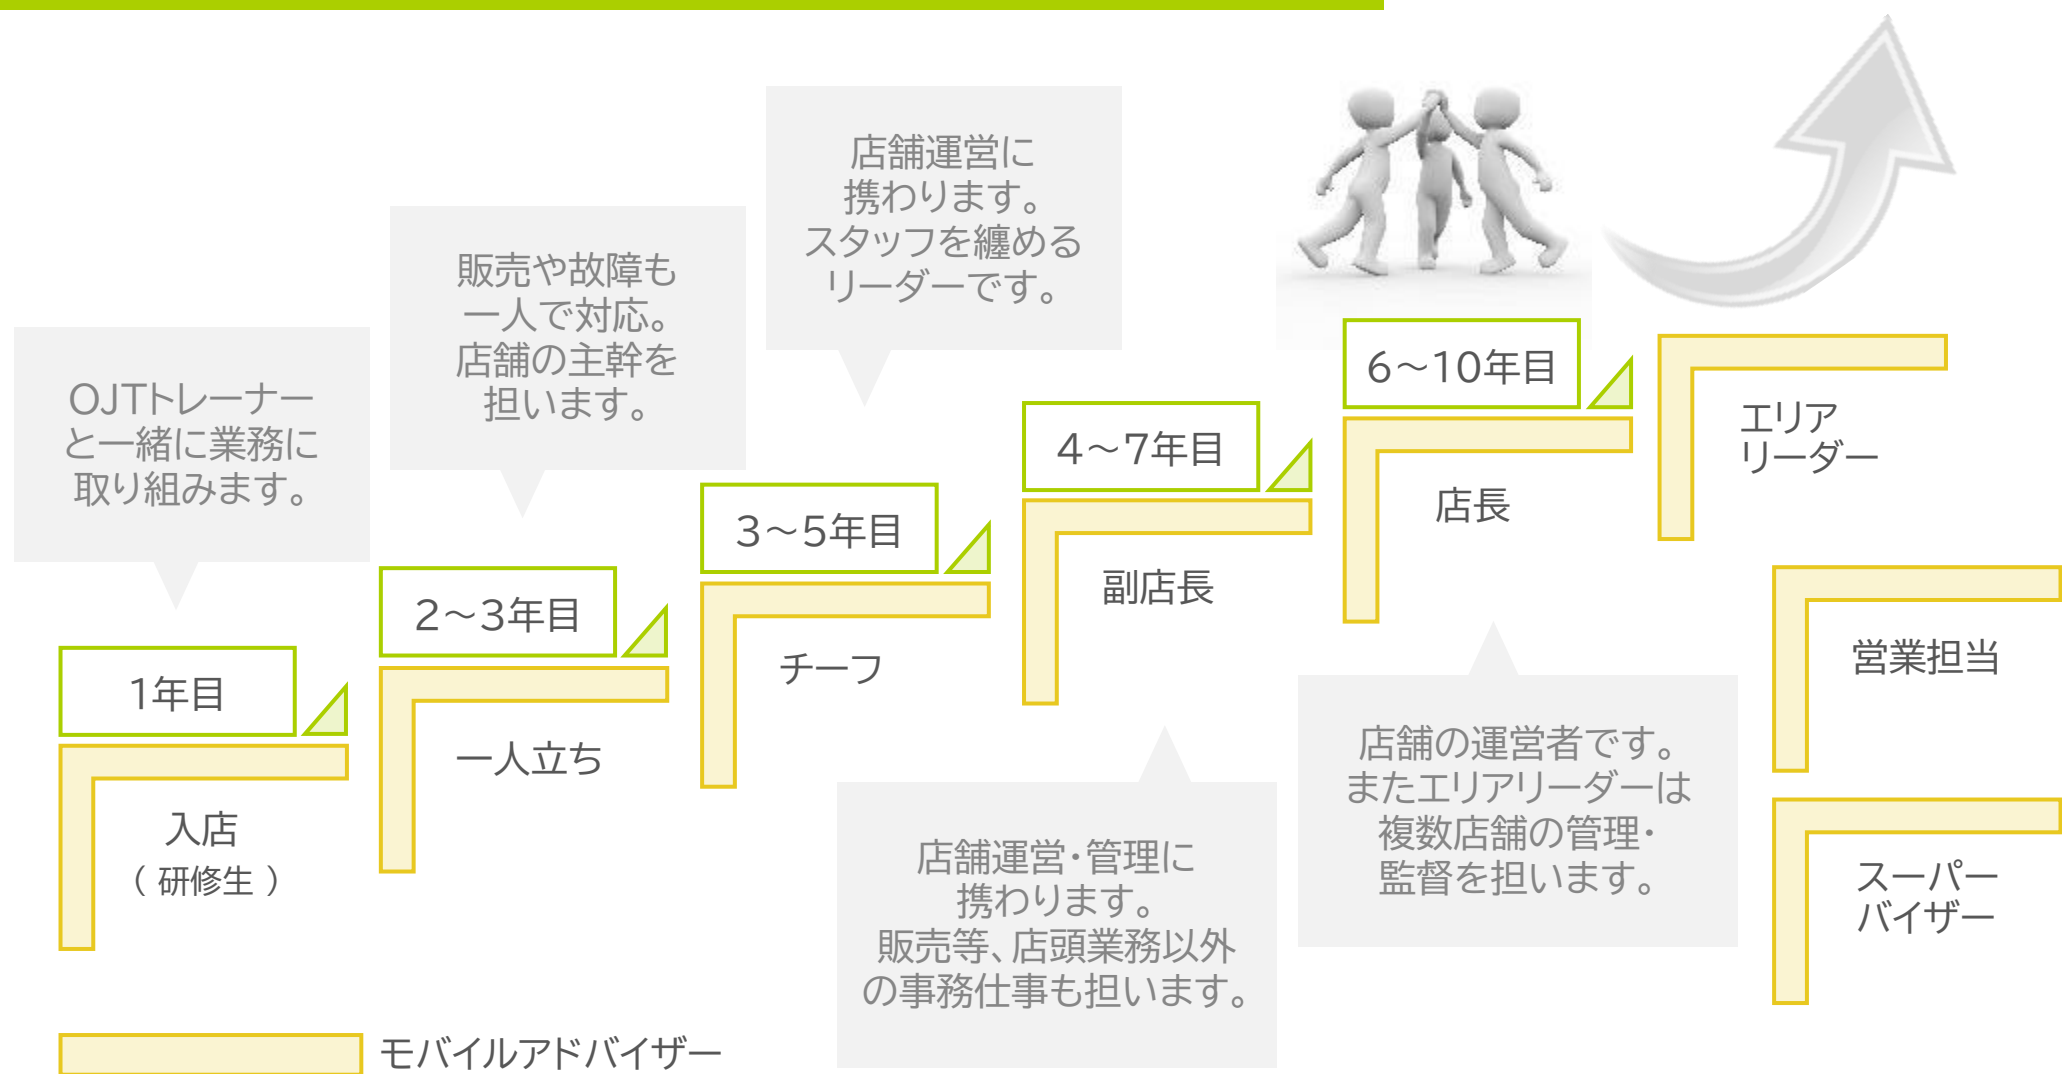 OJTトレーナー
と一緒に業務に
取り組みます。
1年目
入店
（ 研修生 ）
販売や故障も
一人で対応。
店舗の主幹を
担います。
2～3年目
一人立ち
店舗運営に
携わります。
スタッフを纏める
リーダーです。
3～5年目
チーフ
4～7年目
副店長
店舗運営・管理に
携わります。
販売等、店頭業務以外
の事務仕事も担います。
6～10年目
店長
店舗の運営者です。
またエリアリーダーは
複数店舗の管理・
監督を担います。
エリア
リーダー
営業担当
スーパー
バイザー
モバイルアドバイザー